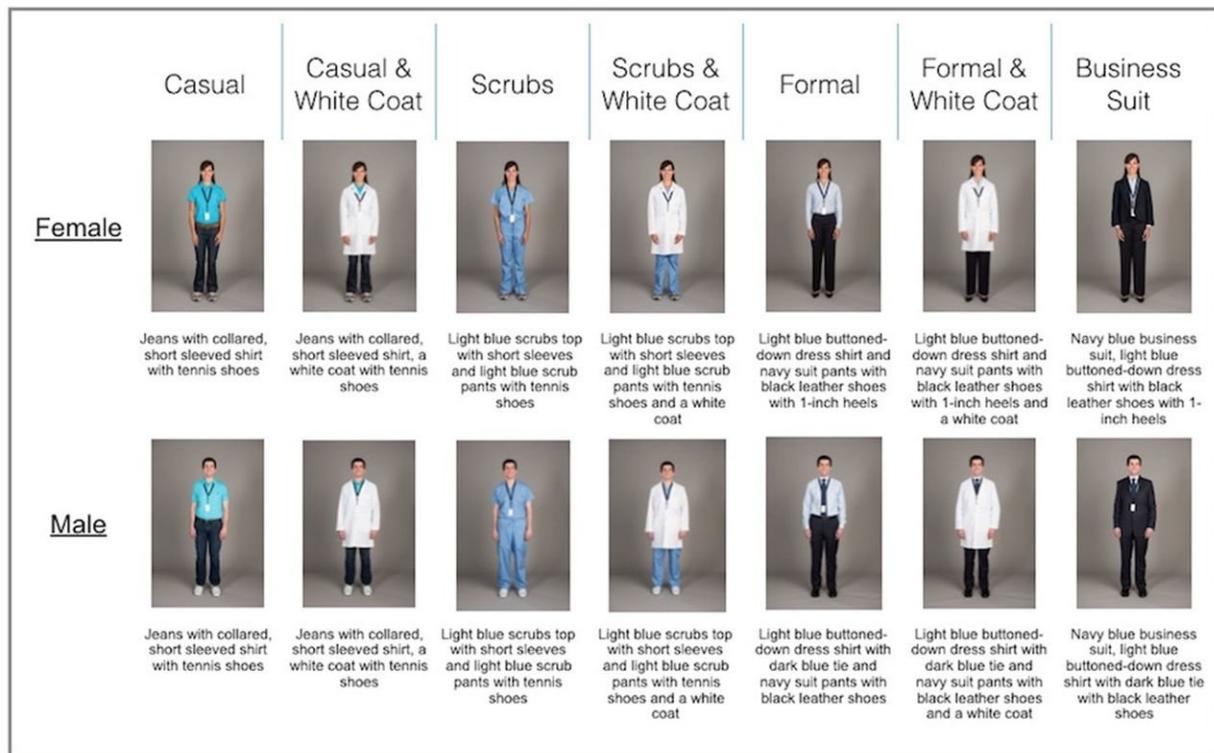 Casual
Casual &
White Coat
Scrubs
Scrubs &
White Coat
Formal
Formal &
White Coat
Business
Suit
Female
Jeans with collared,
short sleeved shirt
with tennis shoes
Jeans with collared,
short sleeved shirt, a
white coat with tennis
shoes
Light blue scrubs top
with short sleeves
and light blue scrub
pants with tennis
shoes
Light blue scrubs top
with short sleeves
and light blue scrub
pants with tennis
shoes and a white
coat
Light blue buttoned-
down dress shirt and
navy suit pants with
black leather shoes
with 1-inch heels
Light blue buttoned-
down dress shirt and
navy suit pants with
black leather shoes
with 1-inch heels and
a white coat
Navy blue business
suit, light blue
buttoned-down dress
shirt with black
leather shoes with 1-
inch heels
Male
Jeans with collared,
short sleeved shirt
with tennis shoes
Jeans with collared,
short sleeved shirt, a
white coat with tennis
shoes
Light blue scrubs top
with short sleeves
and light blue scrub
pants with tennis
shoes
Light blue scrubs top
with short sleeves
and light blue scrub
pants with tennis
shoes and a white
coat
Light blue buttoned-
down dress shirt with
dark blue tie and
navy suit pants with
black leather shoes
Light blue buttoned-
down dress shirt with
dark blue tie and
navy suit pants with
black leather shoes
and a white coat
Navy blue business
suit, light blue
buttoned-down dress
shirt with dark blue tie
with black leather
shoes